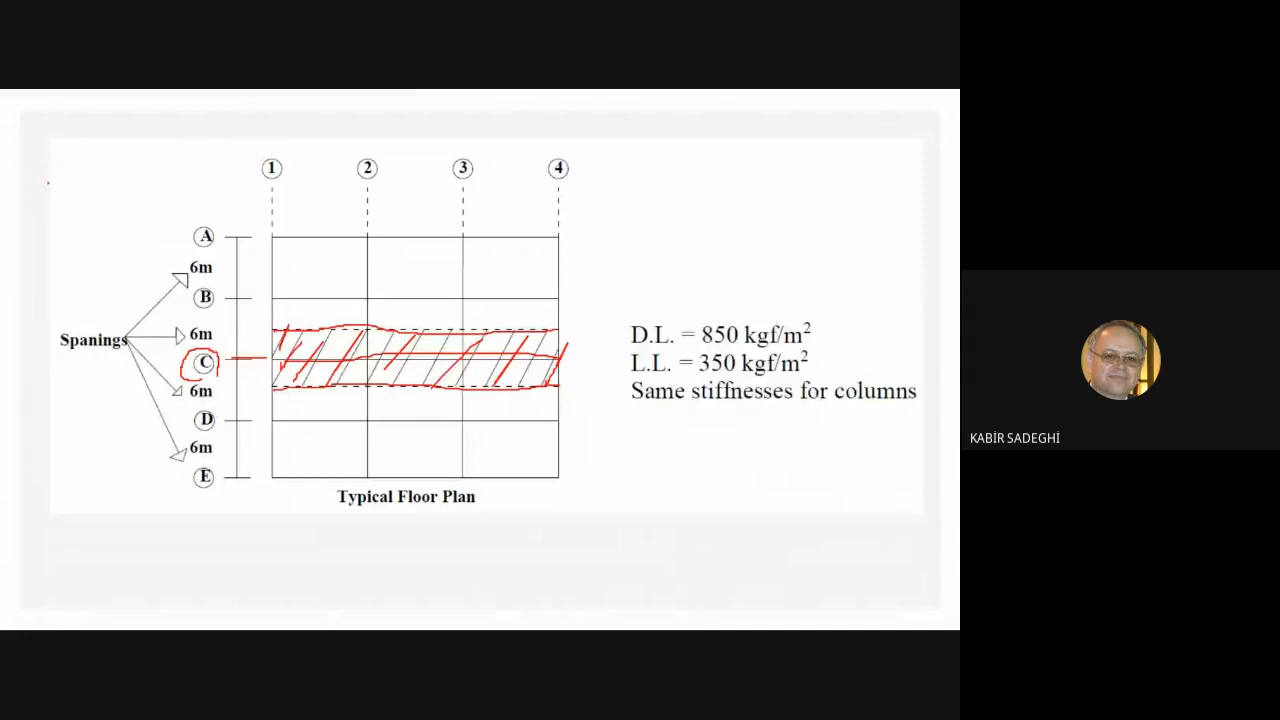 1 2 3 4
A
6m
B
Spanings
6m
C
6m
D
6m
E
Typical Floor Plan
D.L. = 850 kgf/m²
L.L. = 350 kgf/m²
Same stiffnesses for columns
KABİR SADEGHİ